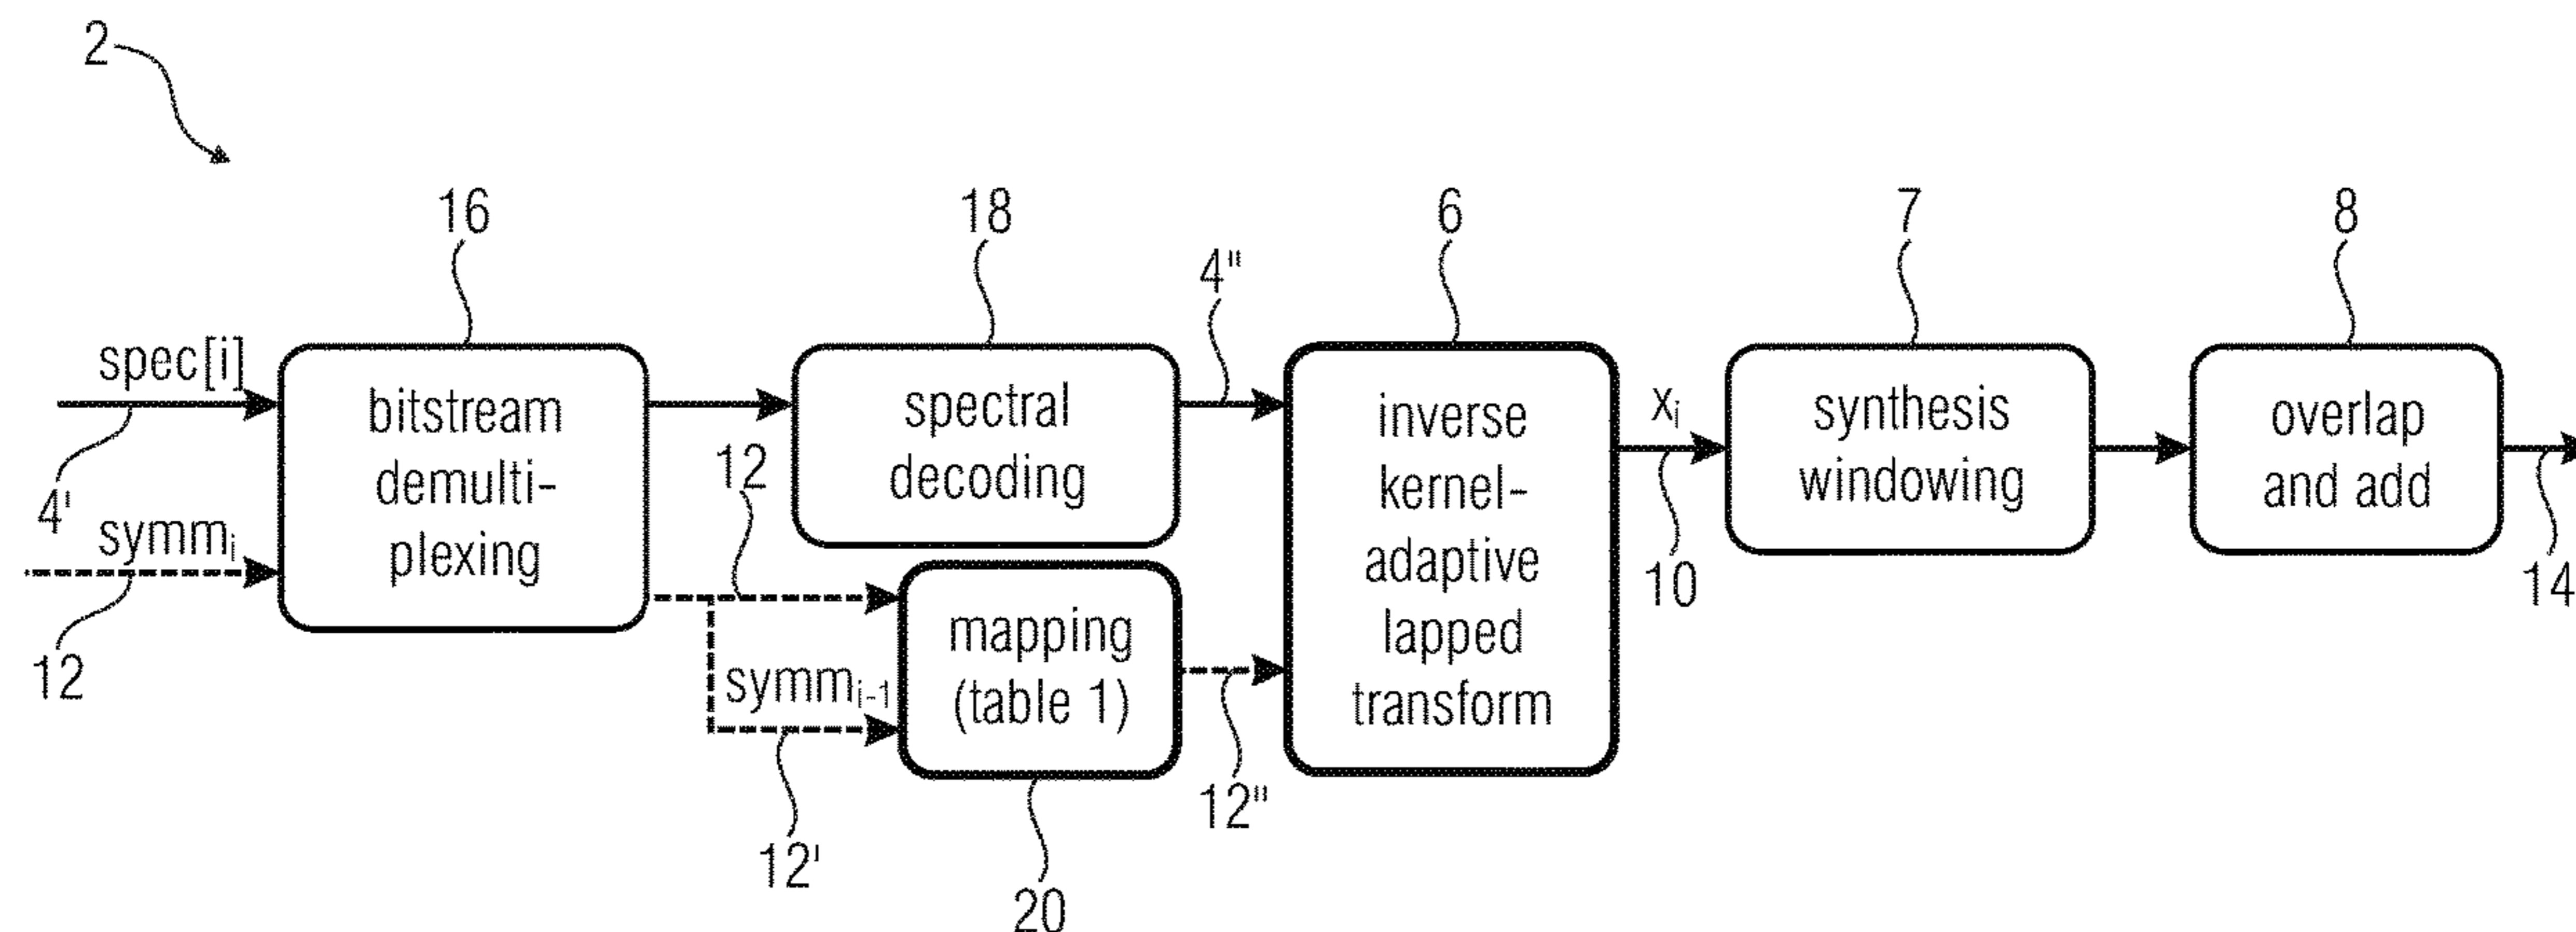 2
16
18
6
7
8
4"
spec[i]
4'
symmᵢ
12
bitstream
demulti-
plexing
12
spectral
decoding
symmᵢ₋₁
12'
mapping
(table 1)
20
12"
inverse
kernel-
adaptive
lapped
transform
xᵢ
10
synthesis
windowing
overlap
and add
14